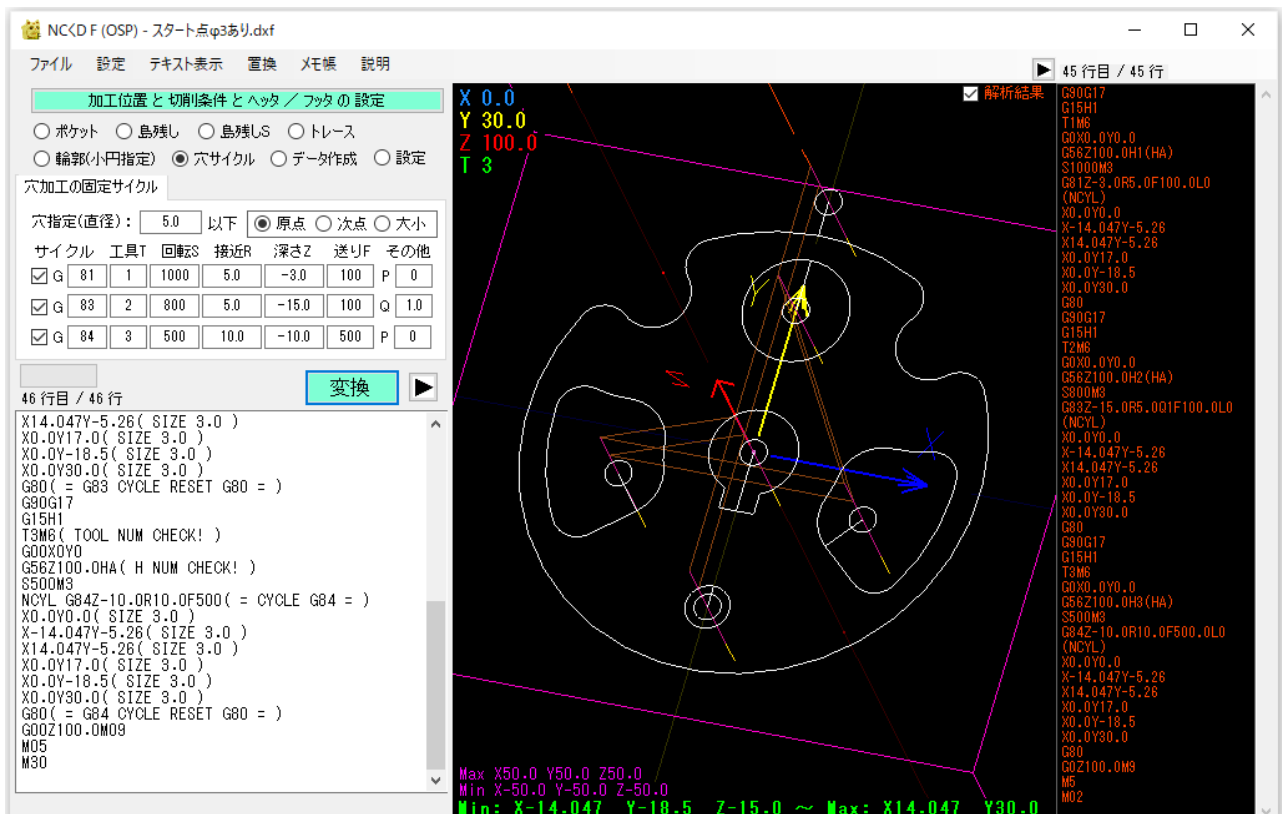 NCくD F (OSP) - スタート点φ3あり.dxf
ファイル 設定 テキスト表示 置換 メモ帳 説明
45 行目 / 45 行
加工位置 と 切削条件 と ヘッタ ／ フッタ の 設定
ポケット 島残し 島残しS トレース
輪郭(小円指定) 穴サイクル データ作成 設定
穴加工の固定サイクル
穴指定(直径)： 5.0 以下 原点 次点 大小
サイクル 工具T 回転S 接近R 深さZ 送りF その他
G 81 1 1000 5.0 -3.0 100 P 0
G 83 2 800 5.0 -15.0 100 Q 1.0
G 84 3 500 10.0 -10.0 500 P 0
変換
46 行目 / 46 行
X14.047Y-5.26( SIZE 3.0 )
X0.0Y17.0( SIZE 3.0 )
X0.0Y-18.5( SIZE 3.0 )
X0.0Y30.0( SIZE 3.0 )
G80( = G83 CYCLE RESET G80 = )
G90G17
G15H1
T3M6( TOOL NUM CHECK! )
G00X0Y0
G56Z100.0HA( H NUM CHECK! )
S500M3
NCYL G84Z-10.0R10.0F500( = CYCLE G84 = )
X0.0Y0.0( SIZE 3.0 )
X-14.047Y-5.26( SIZE 3.0 )
X14.047Y-5.26( SIZE 3.0 )
X0.0Y17.0( SIZE 3.0 )
X0.0Y-18.5( SIZE 3.0 )
X0.0Y30.0( SIZE 3.0 )
G80( = G84 CYCLE RESET G80 = )
G00Z100.0M09
M05
M30
X 0.0
Y 30.0
Z 100.0
T 3
解析結果
Y
Z
X
Max X50.0 Y50.0 Z50.0
Min X-50.0 Y-50.0 Z-50.0
Min: X-14.047 Y-18.5 Z-15.0 ～ Max: X14.047 Y30.0
G90G17
G15H1
T1M6
G0X0.0Y0.0
G56Z100.0H1(HA)
S1000M3
G81Z-3.0R5.0F100.0L0
(NCYL)
X0.0Y0.0
X-14.047Y-5.26
X14.047Y-5.26
X0.0Y17.0
X0.0Y-18.5
X0.0Y30.0
G80
G90G17
G15H1
T2M6
G0X0.0Y0.0
G56Z100.0H2(HA)
S800M3
G83Z-15.0R5.0Q1F100.0L0
(NCYL)
X0.0Y0.0
X-14.047Y-5.26
X14.047Y-5.26
X0.0Y17.0
X0.0Y-18.5
X0.0Y30.0
G80
G90G17
G15H1
T3M6
G0X0.0Y0.0
G56Z100.0H3(HA)
S500M3
G84Z-10.0R10.0F500.0L0
(NCYL)
X0.0Y0.0
X-14.047Y-5.26
X14.047Y-5.26
X0.0Y17.0
X0.0Y-18.5
X0.0Y30.0
G80
G0Z100.0M9
M5
M02